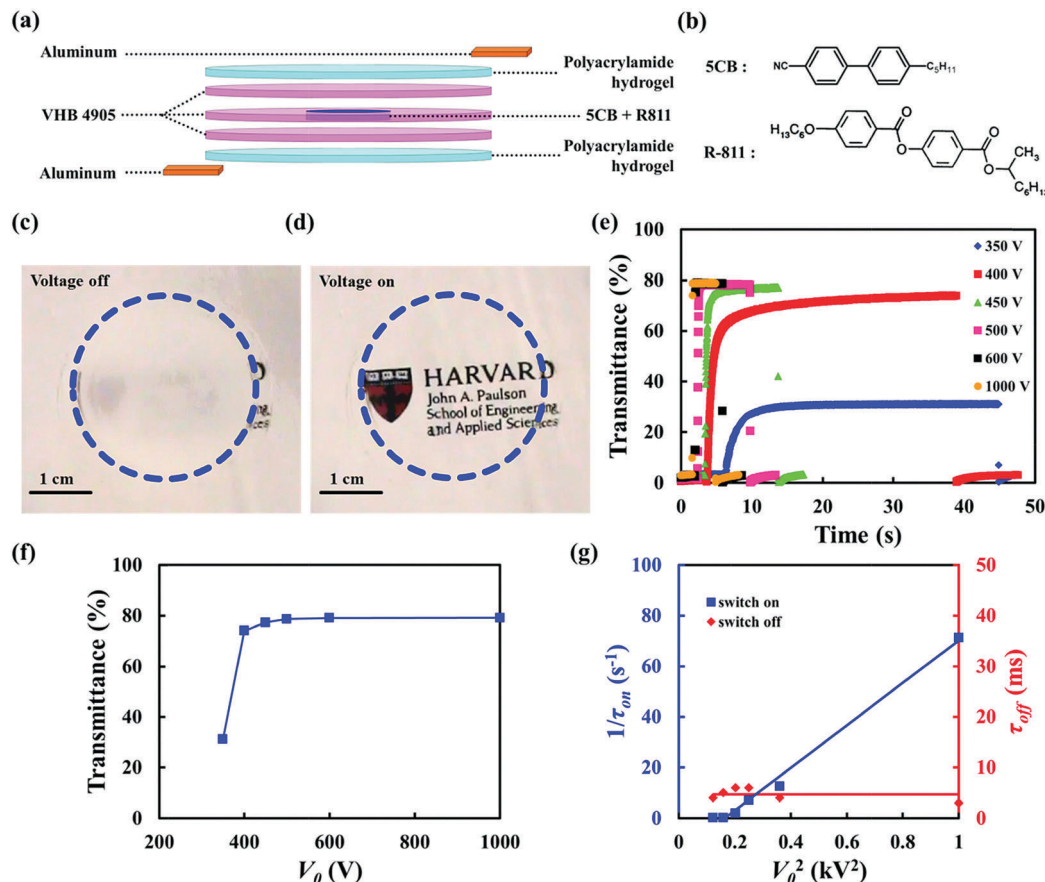 (a)
Aluminum
Polyacrylamide
hydrogel
VHB 4905
5CB + R811
Polyacrylamide
hydrogel
Aluminum
(b)
5CB :
NC
C5H11
R-811 :
H13C6O
O
O
O
CH3
O
C6H13
(c)
Voltage off
D
ng,
ces
1 cm
(d)
Voltage on
HARVARD
John A. Paulson
School of Engineering
and Applied Sciences
1 cm
(e)
Transmittance (%)
100
80
60
40
20
0
350 V
400 V
450 V
500 V
600 V
1000 V
0 10 20 30 40 50
Time (s)
(f)
Transmittance (%)
100
80
60
40
20
0
200 400 600 800 1000
V0 (V)
(g)
1/τon (s-1)
100
80
60
40
20
0
switch on
switch off
50
40
30
20
10
0
τoff (ms)
0 0.2 0.4 0.6 0.8 1
V0² (kV²)